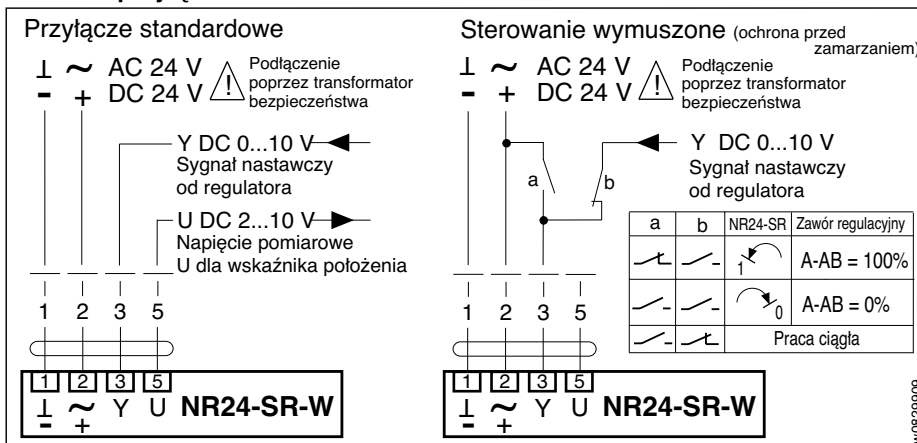 Przyłącze standardowe
⊥ ~ AC 24 V
- + DC 24 V
Podłączenie
poprzez transformator
bezpieczeństwa
Y DC 0...10 V
Sygnał nastawczy
od regulatora
U DC 2...10 V
Napięcie pomiarowe
U dla wskaźnika położenia
1 2 3 5
1 2 3 5
⊥ ~ Y U NR24-SR-W
- +
Sterowanie wymuszone (ochrona przed
zamarzaniem)
⊥ ~ AC 24 V
- + DC 24 V
Podłączenie
poprzez transformator
bezpieczeństwa
Y DC 0...10 V
Sygnał nastawczy
od regulatora
a b
a b NR24-SR Zawór regulacyjny
1 A-AB = 100%
0 A-AB = 0%
Praca ciągła
1 2 3 5
1 2 3 5
⊥ ~ Y U NR24-SR-W
- +